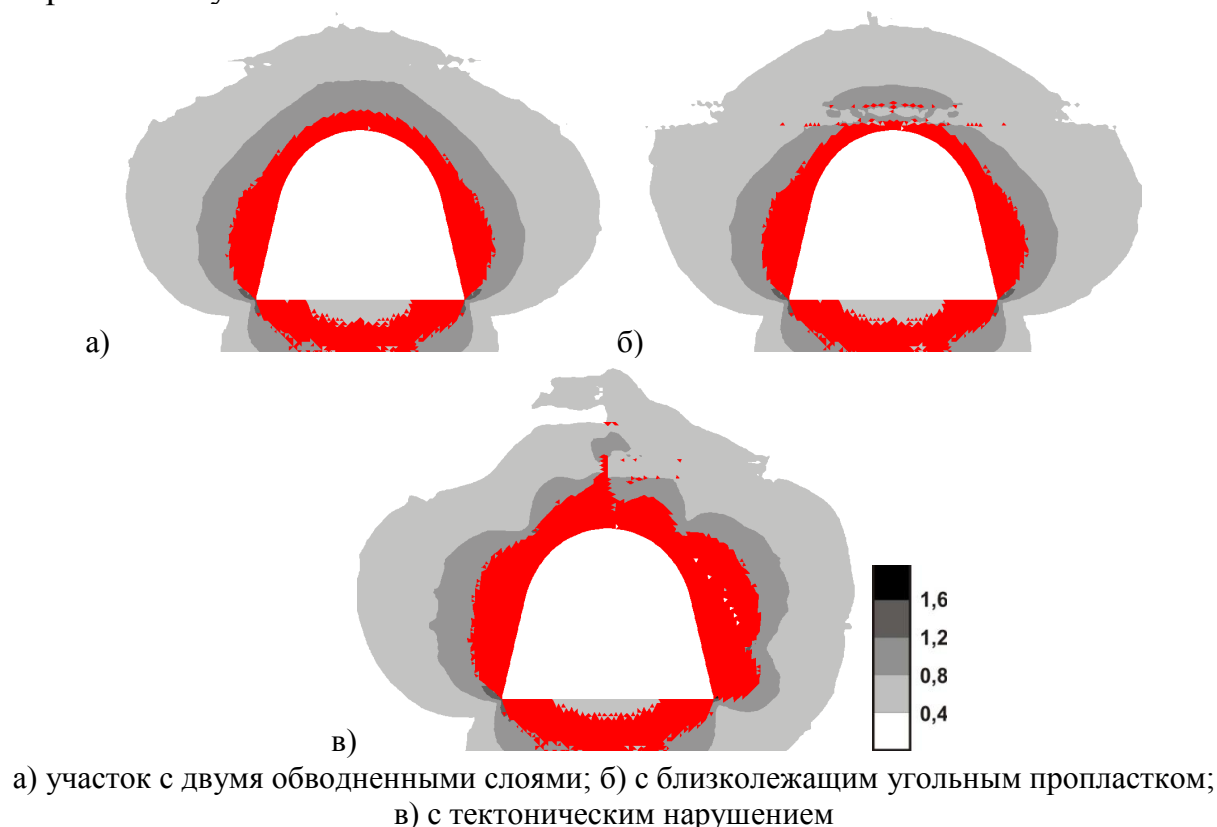 а)
б)
в)
1,6
1,2
0,8
0,4
а) участок с двумя обводненными слоями; б) с близколежащим угольным пропластком;
в) с тектоническим нарушением